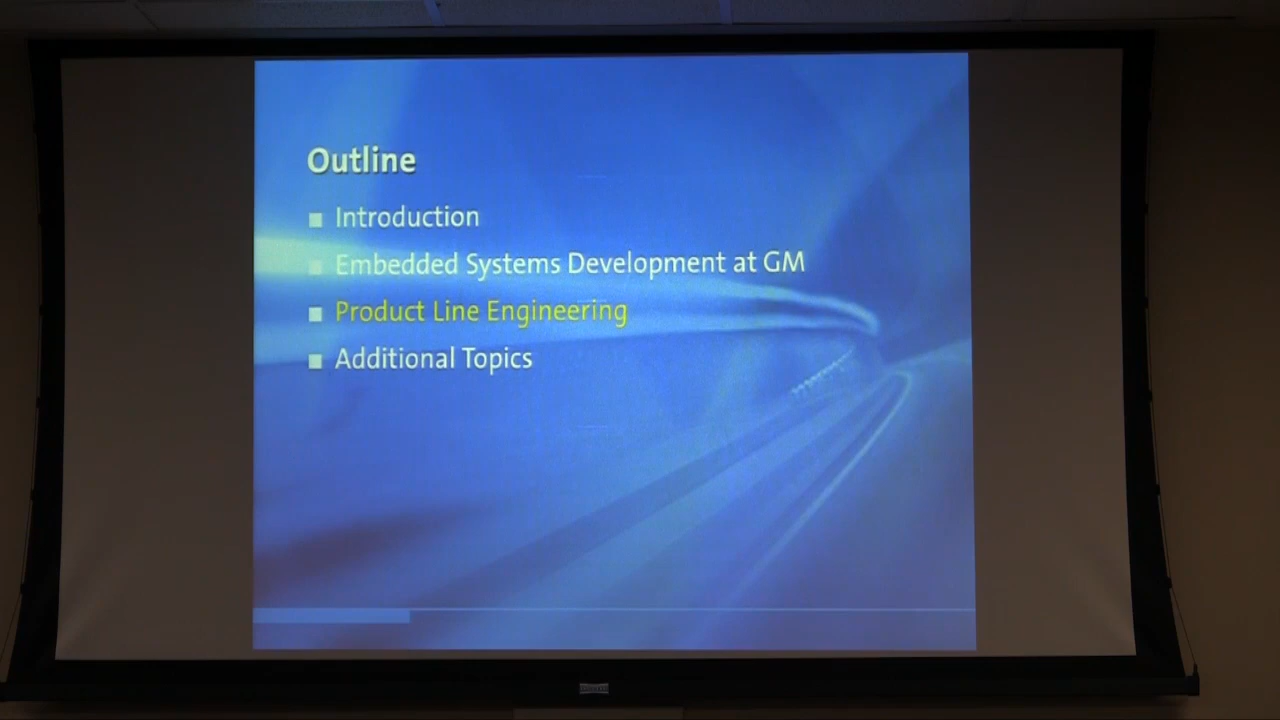 Outline
Introduction
Embedded Systems Development at GM
Product Line Engineering
Additional Topics